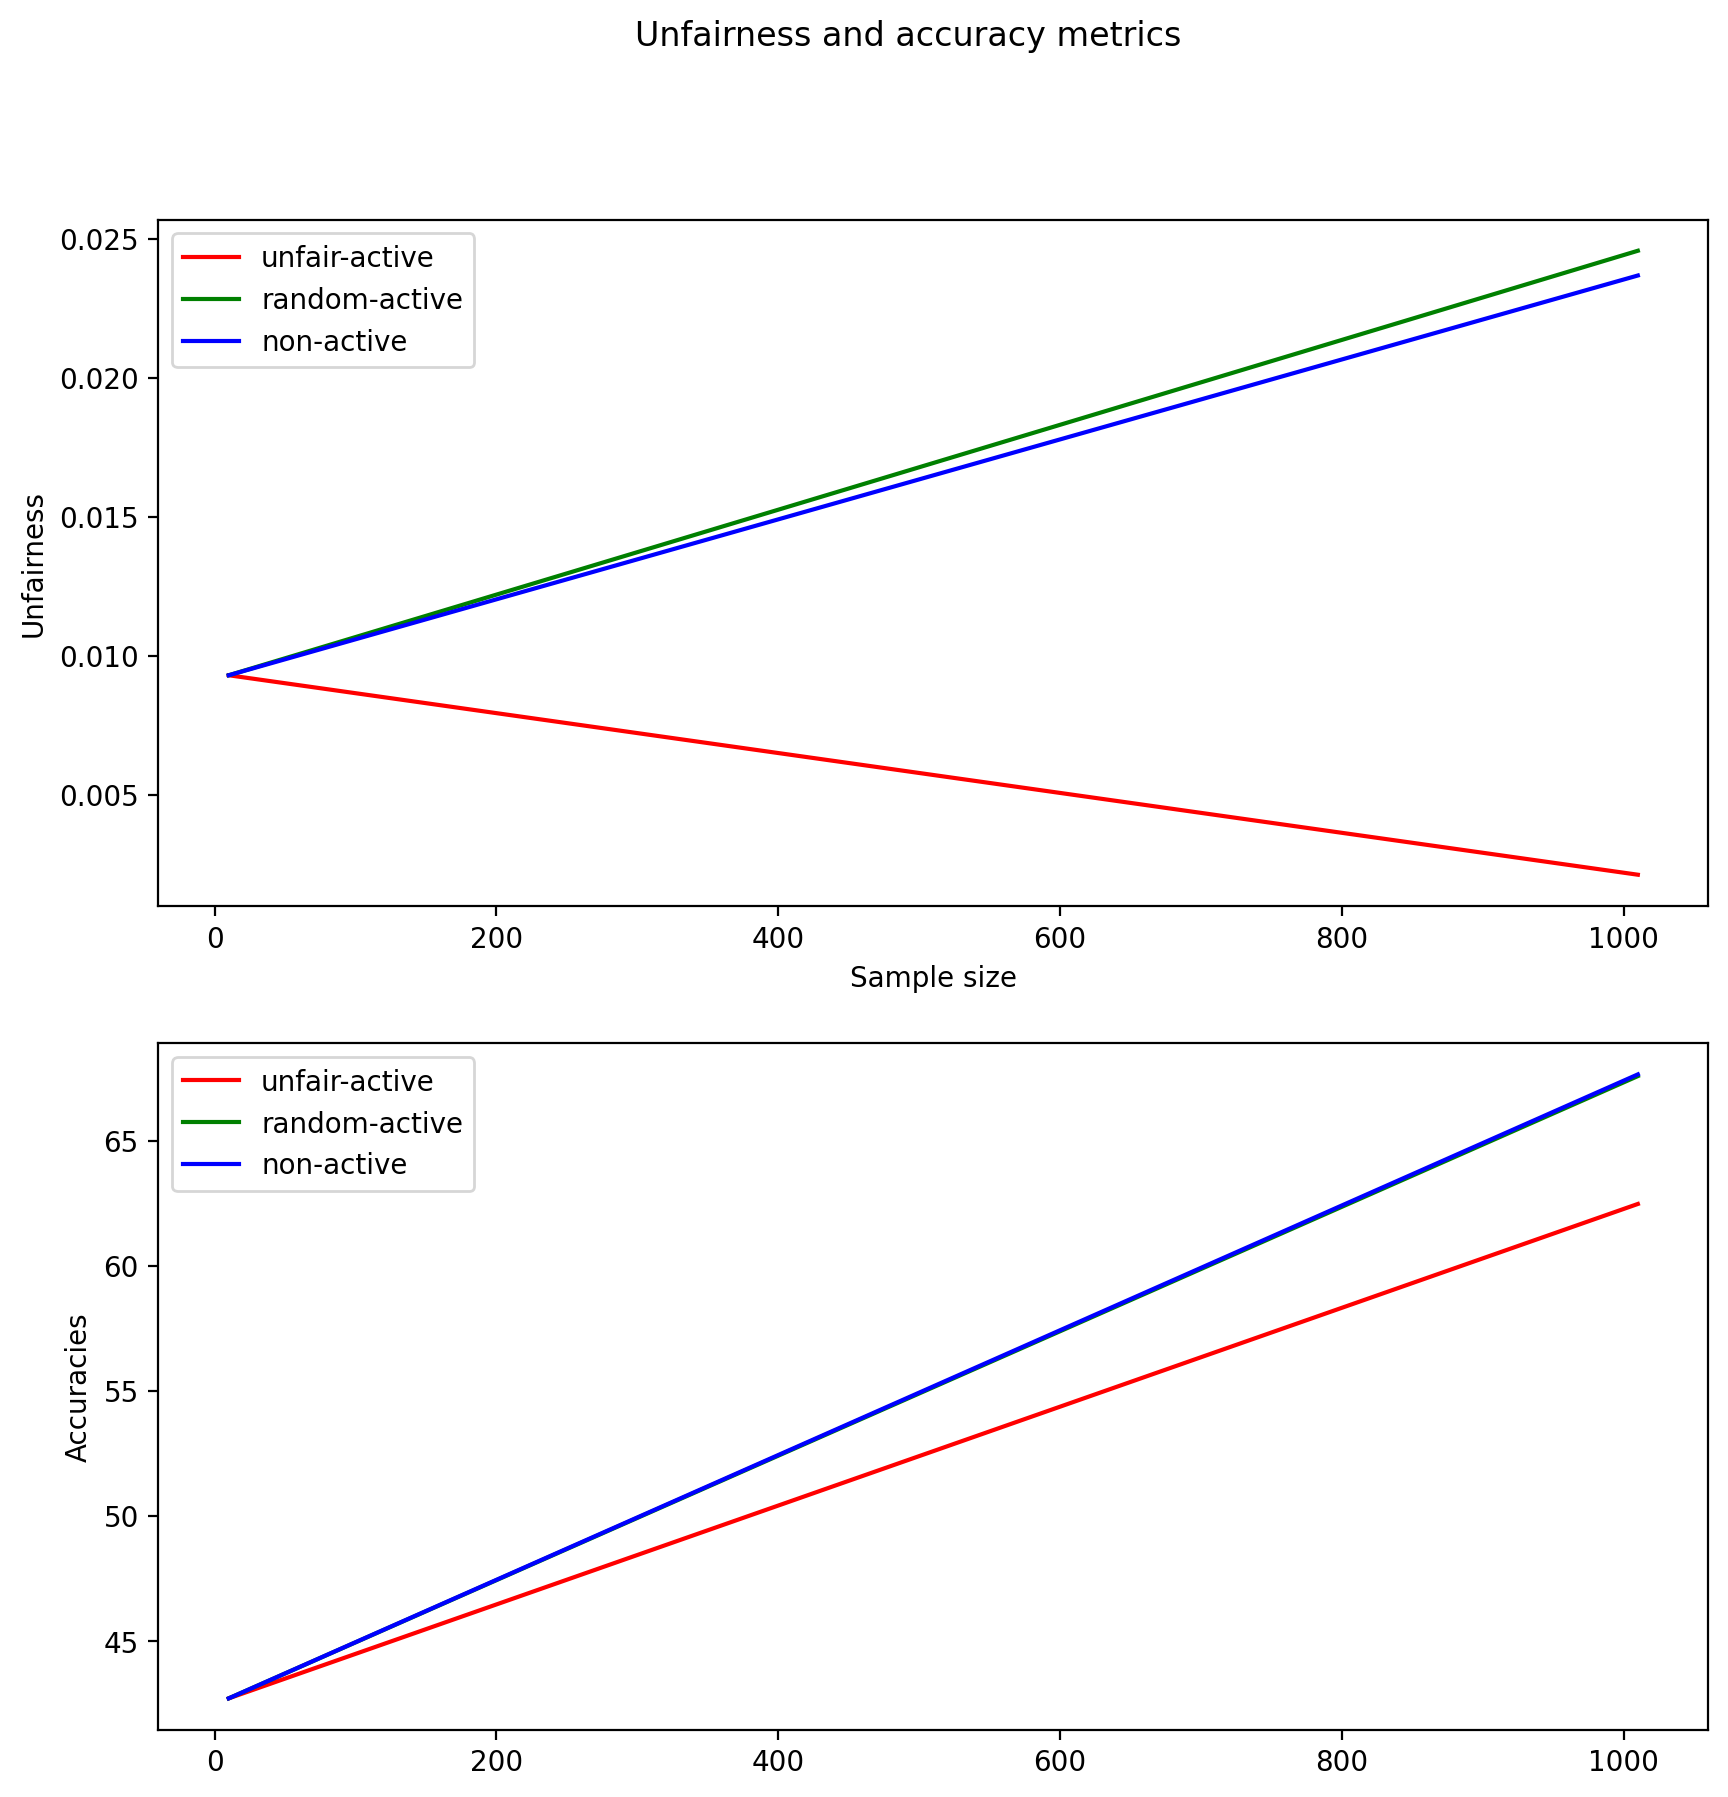 Unfairness and accuracy metrics
unfair-active
random-active
non-active
0.025
0.020
0.015
0.010
0.005
Unfairness
0 200 400 600 800 1000
Sample size
unfair-active
random-active
non-active
65
60
55
50
45
Accuracies
0 200 400 600 800 1000